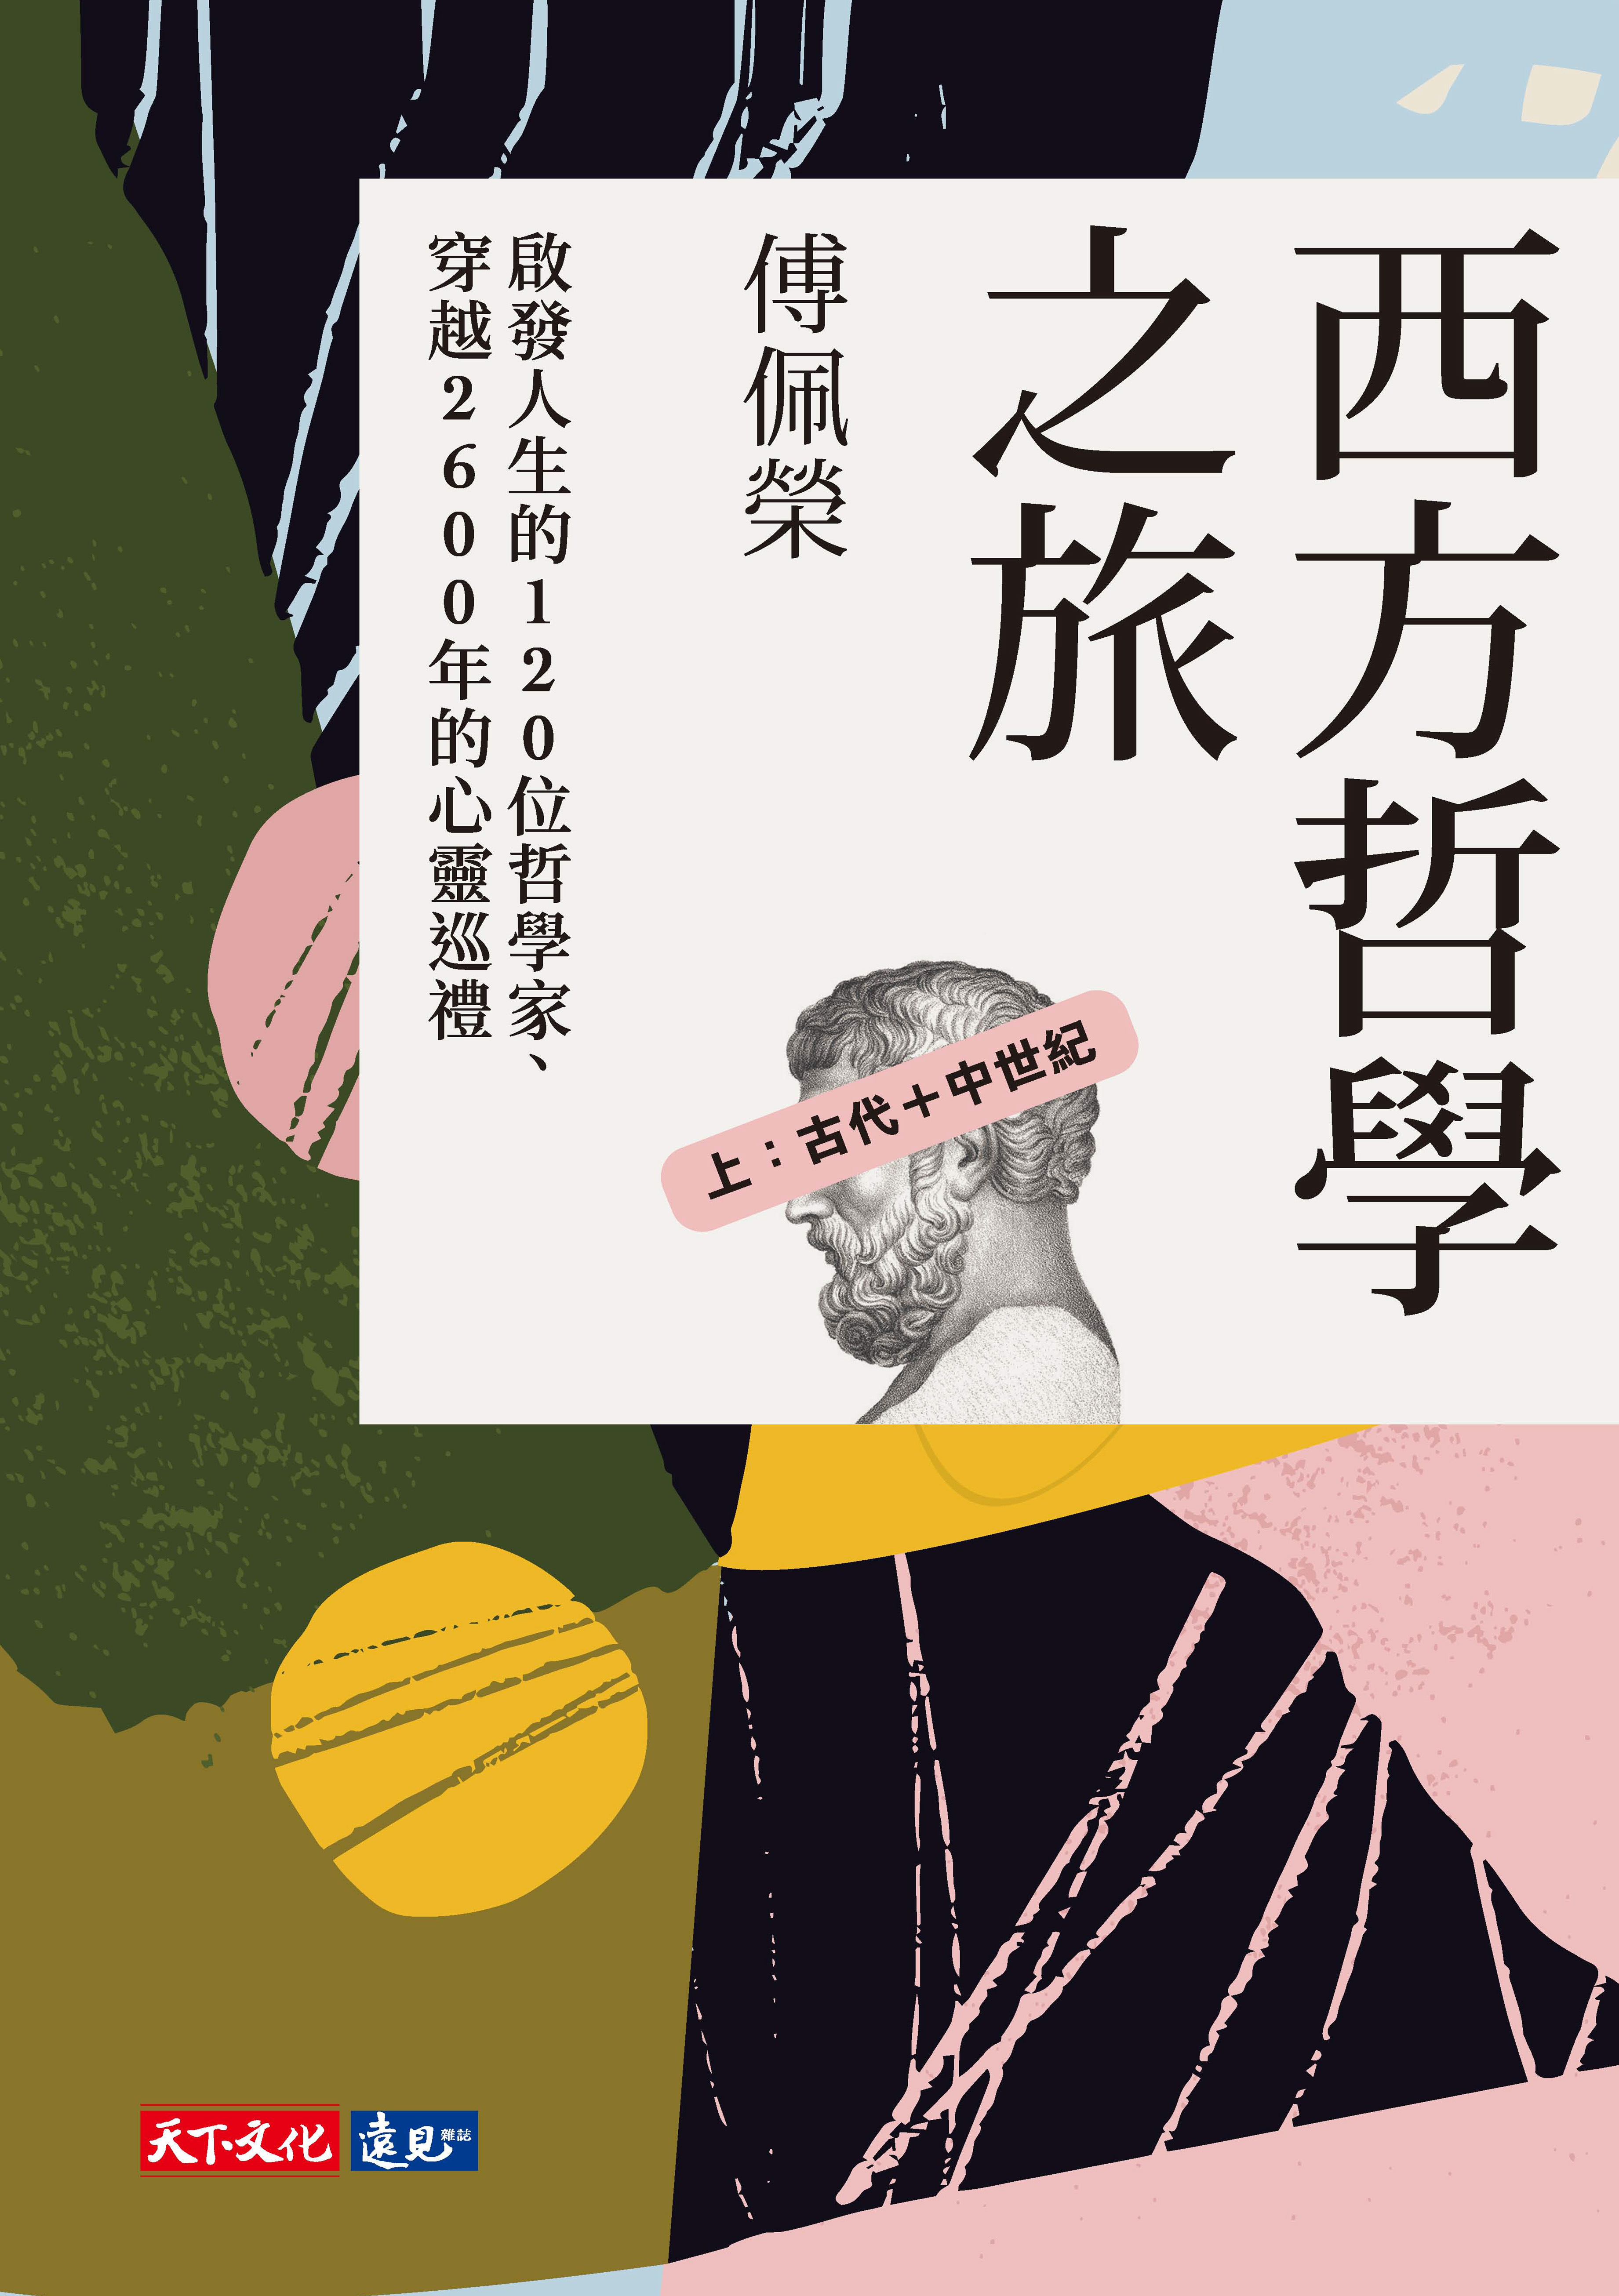 西方哲學
之旅
傅佩榮
啟發人生的120位哲學家、
穿越2600年的心靈巡禮
上：古代＋中世紀
天下文化
遠見雜誌